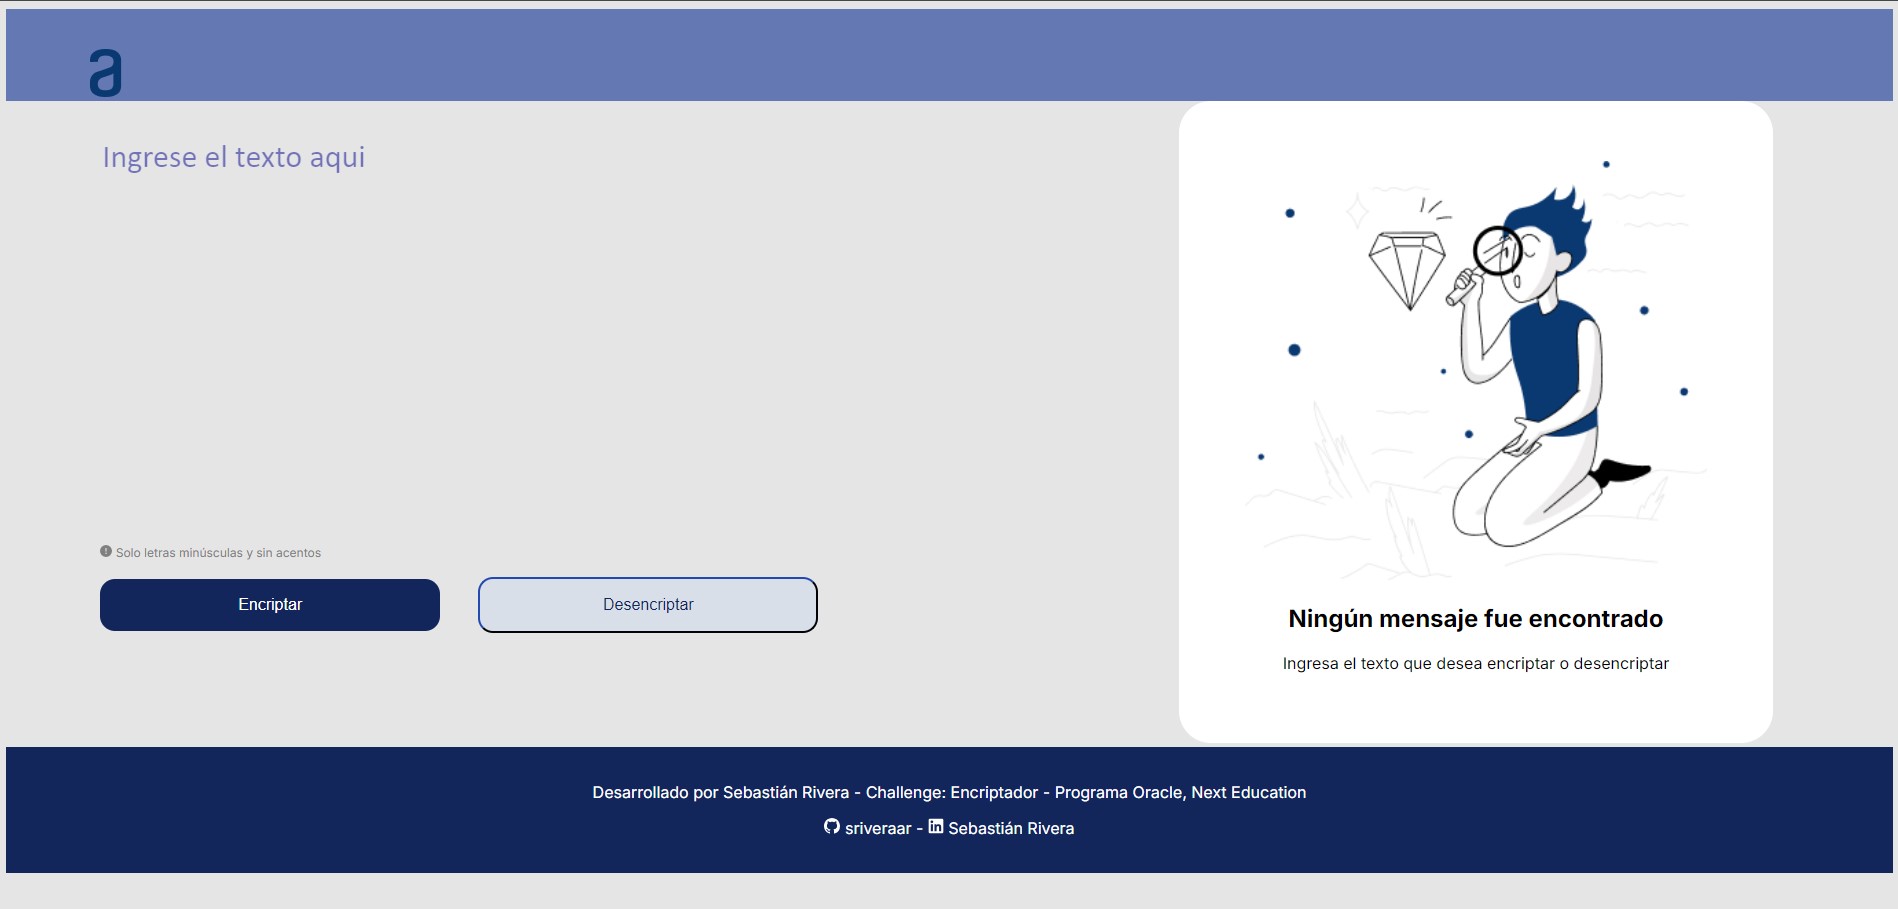 a
Ingrese el texto aqui
Solo letras minúsculas y sin acentos
Encriptar
Desencriptar
Ningún mensaje fue encontrado
Ingresa el texto que desea encriptar o desencriptar
Desarrollado por Sebastián Rivera - Challenge: Encriptador - Programa Oracle, Next Education
sriveraar - in Sebastián Rivera